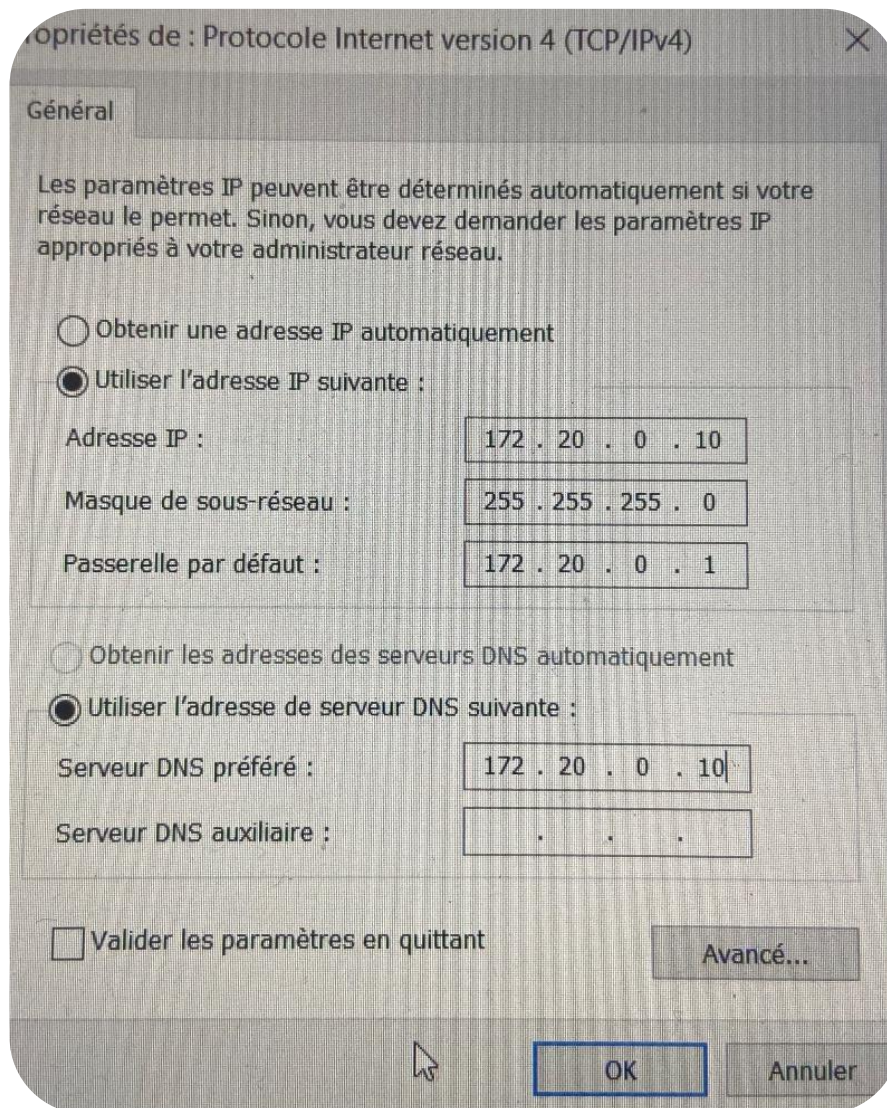 opriétés de : Protocole Internet version 4 (TCP/IPv4)
Général
Les paramètres IP peuvent être déterminés automatiquement si votre
réseau le permet. Sinon, vous devez demander les paramètres IP
appropriés à votre administrateur réseau.
Obtenir une adresse IP automatiquement
Utiliser l'adresse IP suivante :
Adresse IP : 172 . 20 . 0 . 10
Masque de sous-réseau : 255 . 255 . 255 . 0
Passerelle par défaut : 172 . 20 . 0 . 1
Obtenir les adresses des serveurs DNS automatiquement
Utiliser l'adresse de serveur DNS suivante :
Serveur DNS préféré : 172 . 20 . 0 . 10
Serveur DNS auxiliaire : . . .
Valider les paramètres en quittant
Avancé...
OK Annuler